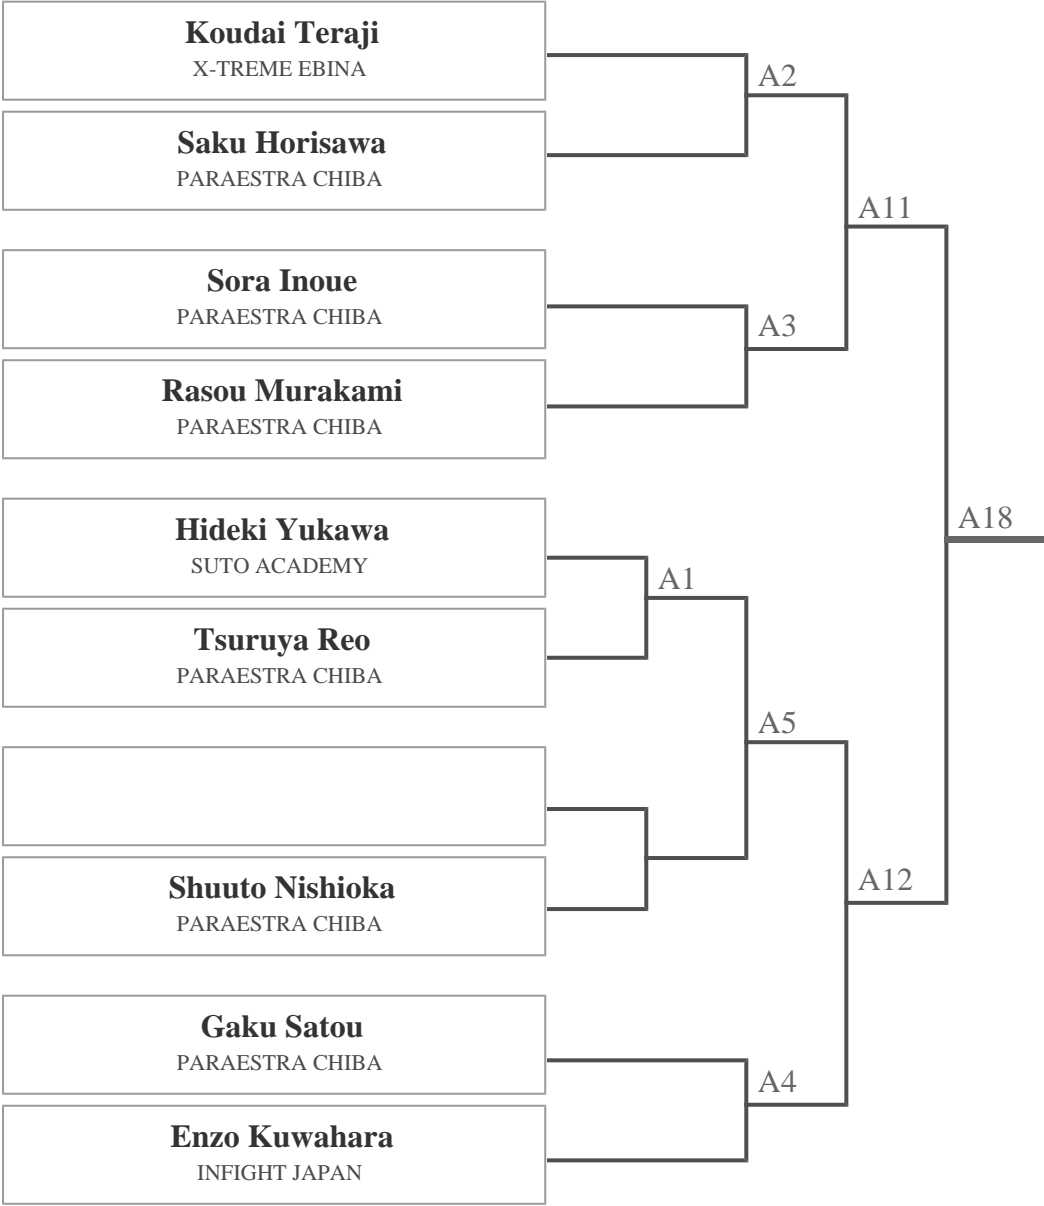 Koudai Teraji
X-TREME EBINA
A2
Saku Horisawa
PARAESTRA CHIBA
A11
Sora Inoue
PARAESTRA CHIBA
A3
Rasou Murakami
PARAESTRA CHIBA
Hideki Yukawa
SUTO ACADEMY
A18
A1
Tsuruya Reo
PARAESTRA CHIBA
A5
Shuuto Nishioka
PARAESTRA CHIBA
A12
Gaku Satou
PARAESTRA CHIBA
A4
Enzo Kuwahara
INFIGHT JAPAN